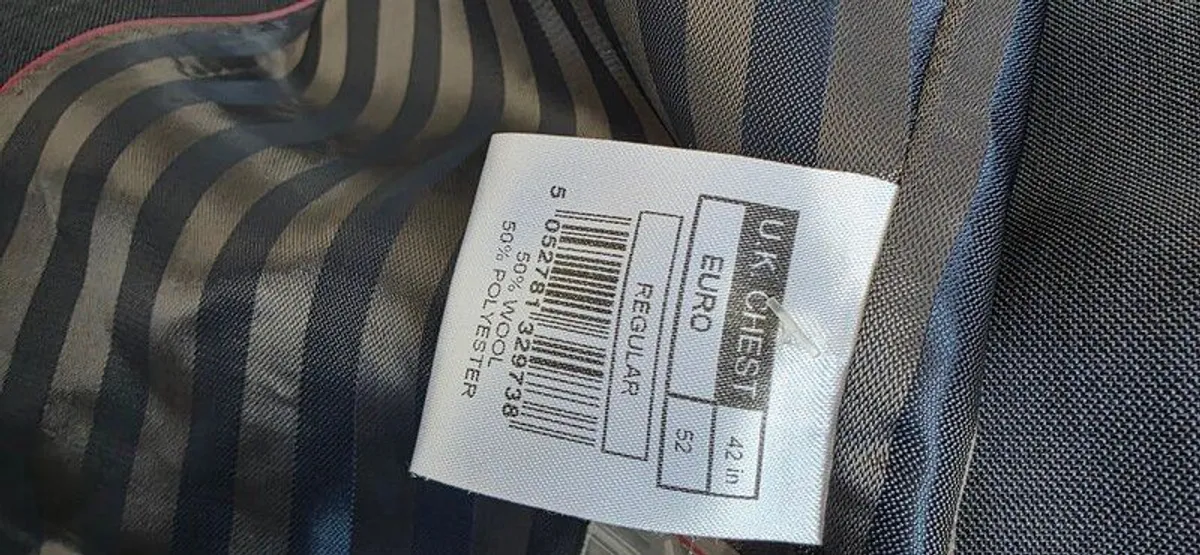 UK CHEST 42 in
EURO 52
REGULAR
5 052781 329738
50% WOOL
50% POLYESTER